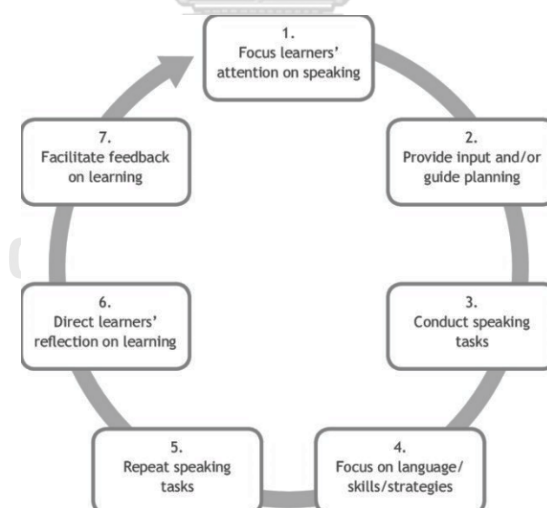 1.
Focus learners'
attention on speaking
2.
Provide input and/or
guide planning
3.
Conduct speaking
tasks
4.
Focus on language/
skills/strategies
5.
Repeat speaking
tasks
6.
Direct learners'
reflection on learning
7.
Facilitate feedback
on learning